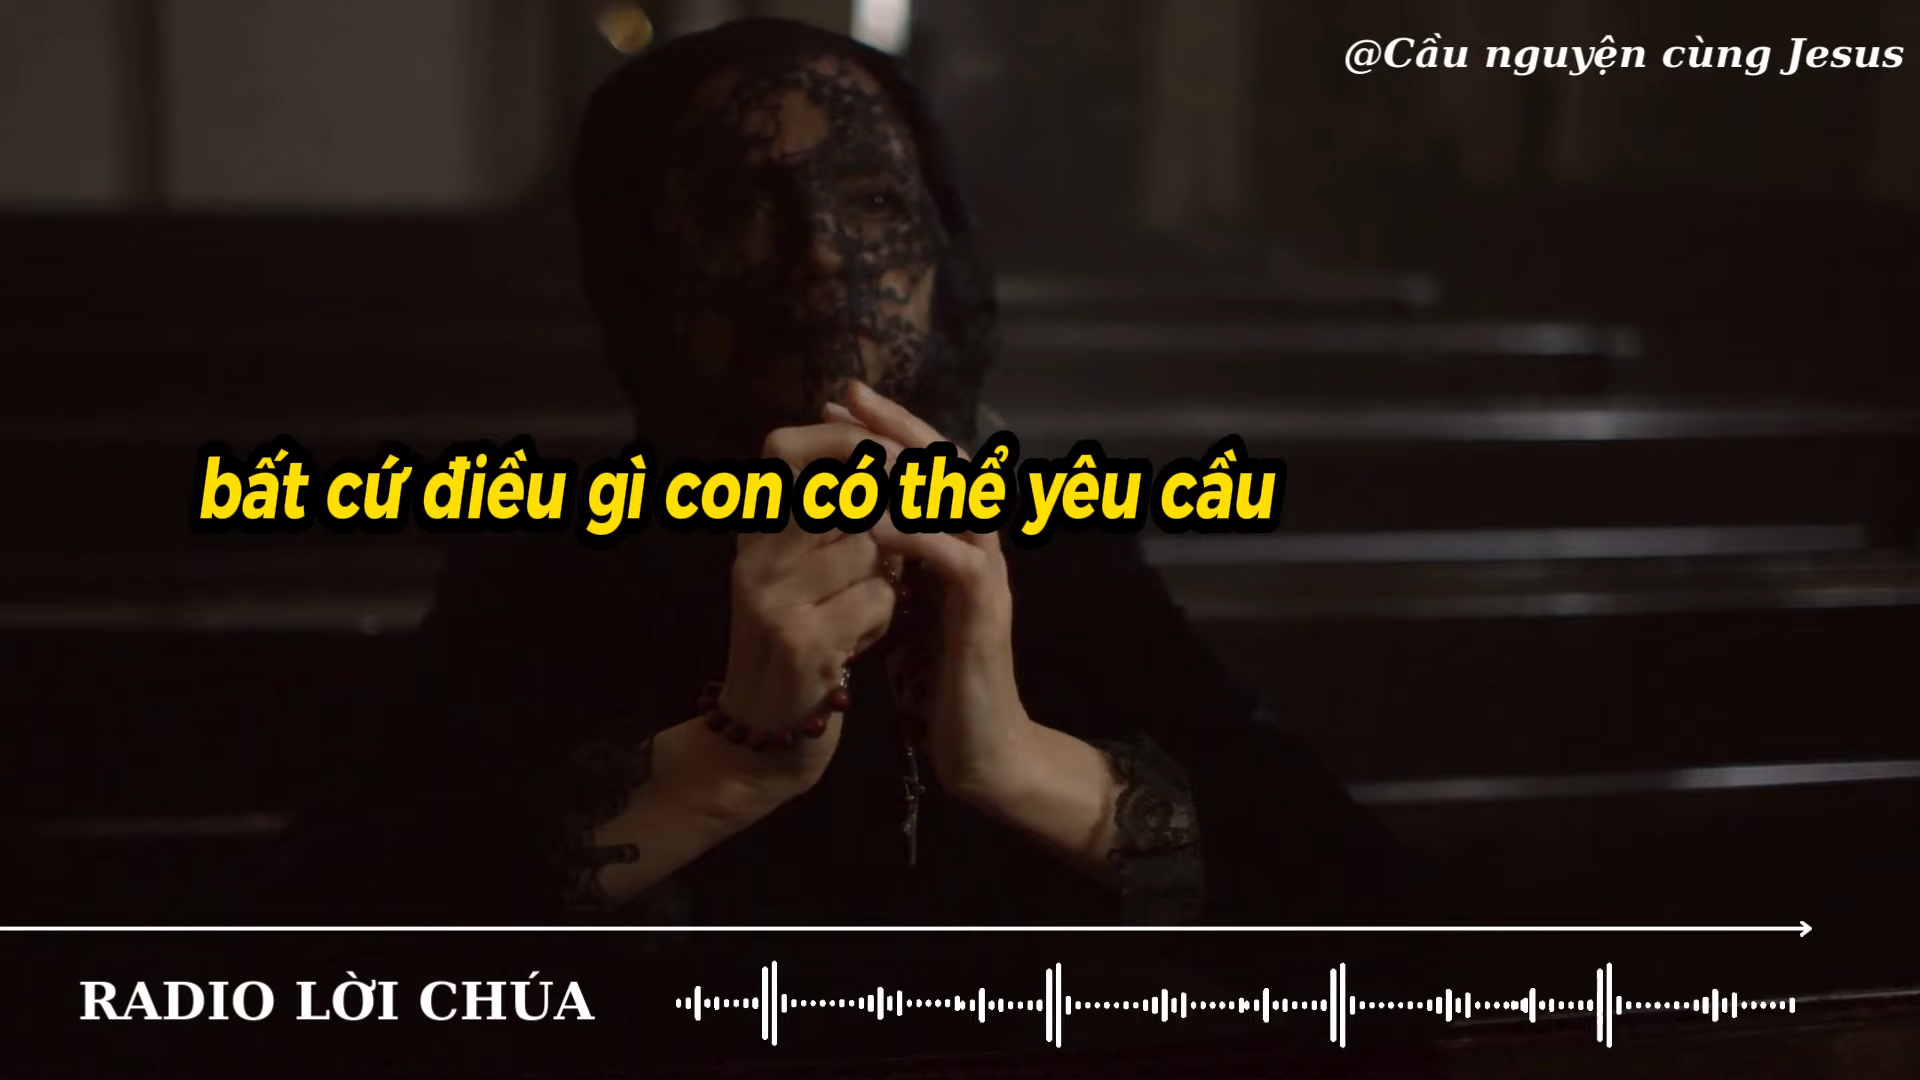 @Cầu nguyện cùng Jesus
bất cứ điều gì con có thể yêu cầu
RADIO LỜI CHÚA